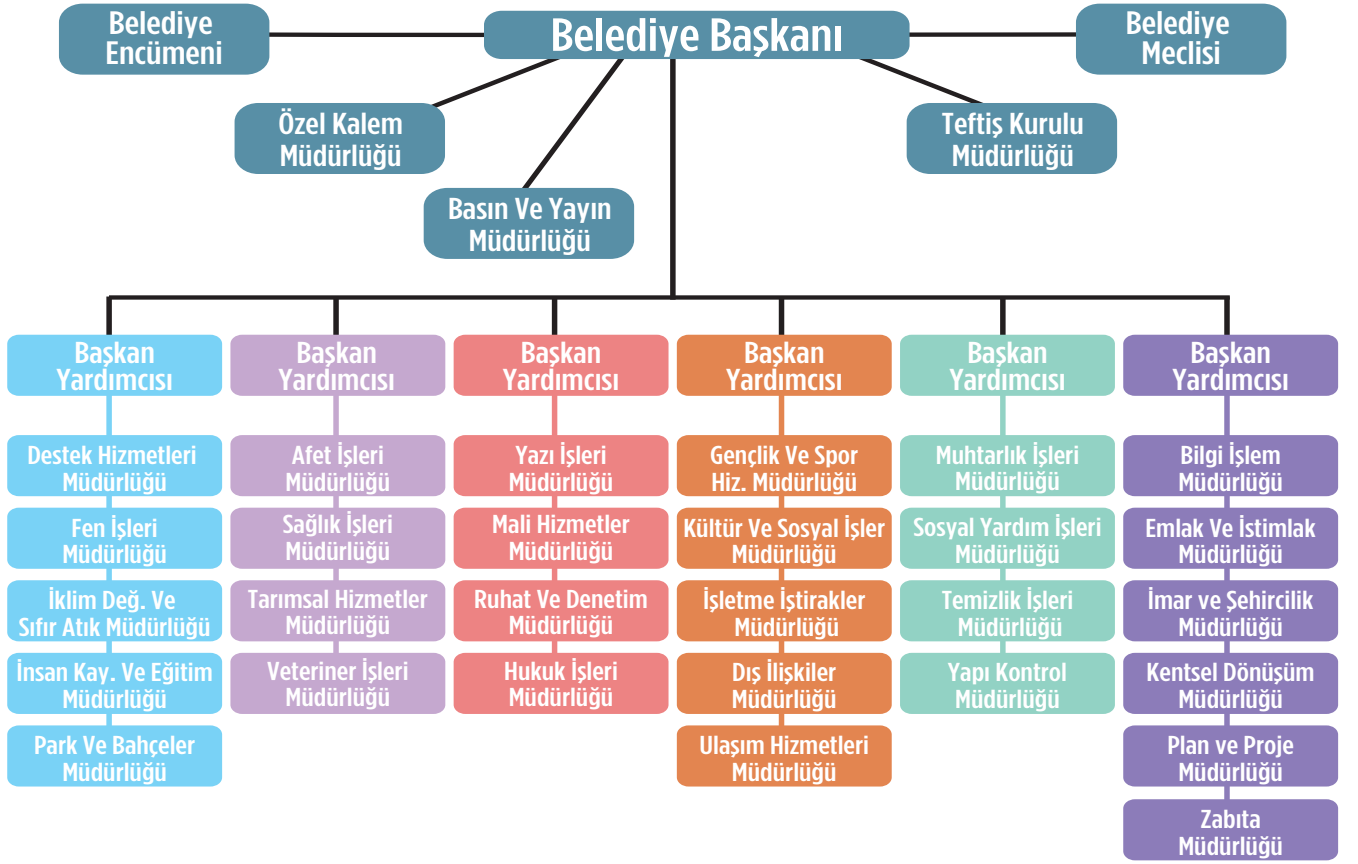 Belediye
Encümeni
Belediye Başkanı
Belediye
Meclisi
Özel Kalem
Müdürlüğü
Teftiş Kurulu
Müdürlüğü
Basın Ve Yayın
Müdürlüğü
Başkan
Yardımcısı
Destek Hizmetleri
Müdürlüğü
Fen İşleri
Müdürlüğü
İklim Değ. Ve
Sıfır Atık Müdürlüğü
İnsan Kay. Ve Eğitim
Müdürlüğü
Park Ve Bahçeler
Müdürlüğü
Başkan
Yardımcısı
Afet İşleri
Müdürlüğü
Sağlık İşleri
Müdürlüğü
Tarımsal Hizmetler
Müdürlüğü
Veteriner İşleri
Müdürlüğü
Başkan
Yardımcısı
Yazı İşleri
Müdürlüğü
Mali Hizmetler
Müdürlüğü
Ruhat Ve Denetim
Müdürlüğü
Hukuk İşleri
Müdürlüğü
Başkan
Yardımcısı
Gençlik Ve Spor
Hiz. Müdürlüğü
Kültür Ve Sosyal İşler
Müdürlüğü
İşletme İştirakler
Müdürlüğü
Dış İlişkiler
Müdürlüğü
Ulaşım Hizmetleri
Müdürlüğü
Başkan
Yardımcısı
Muhtarlık İşleri
Müdürlüğü
Sosyal Yardım İşleri
Müdürlüğü
Temizlik İşleri
Müdürlüğü
Yapı Kontrol
Müdürlüğü
Başkan
Yardımcısı
Bilgi İşlem
Müdürlüğü
Emlak Ve İstimlak
Müdürlüğü
İmar ve Şehircilik
Müdürlüğü
Kentsel Dönüşüm
Müdürlüğü
Plan ve Proje
Müdürlüğü
Zabıta
Müdürlüğü